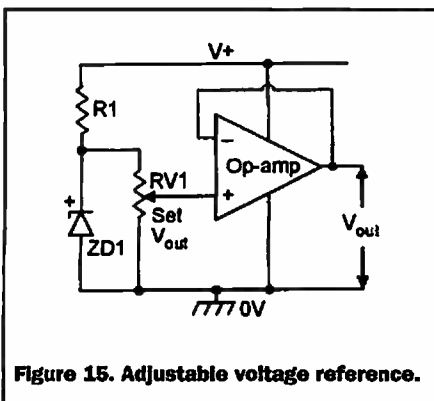 V+
R1
−
Op-amp
+
RV1
Set
Vout
+
ZD1
Vout
0V
Figure 15. Adjustable voltage reference.